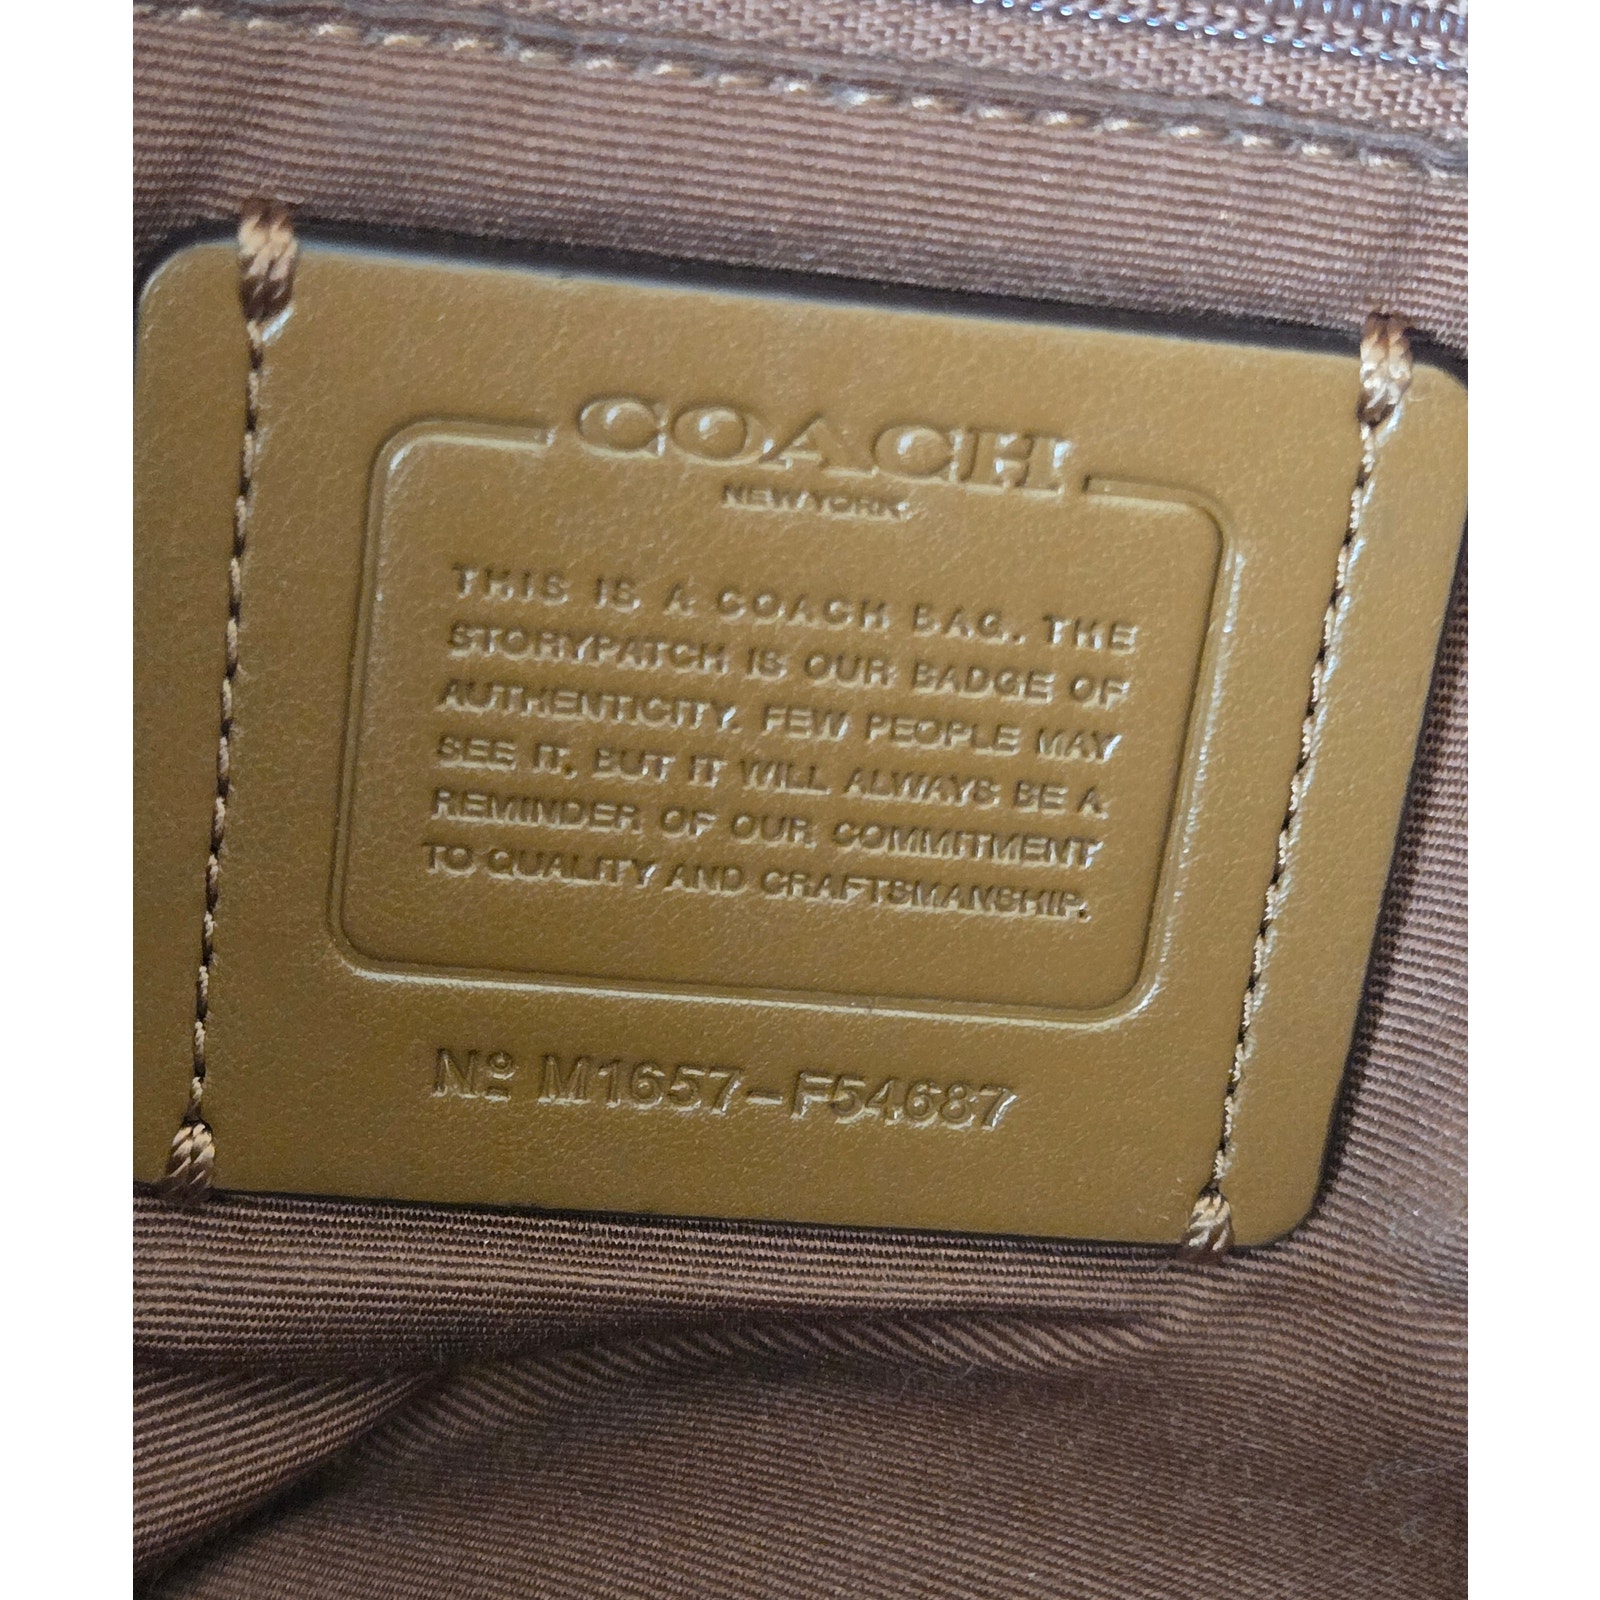 COACH
NEW YORK
THIS IS A COACH BAG. THE
STORYPATCH IS OUR BADGE OF
AUTHENTICITY. FEW PEOPLE MAY
SEE IT, BUT IT WILL ALWAYS BE A
REMINDER OF OUR COMMITMENT
TO QUALITY AND CRAFTSMANSHIP.
Nº M1657-F54687